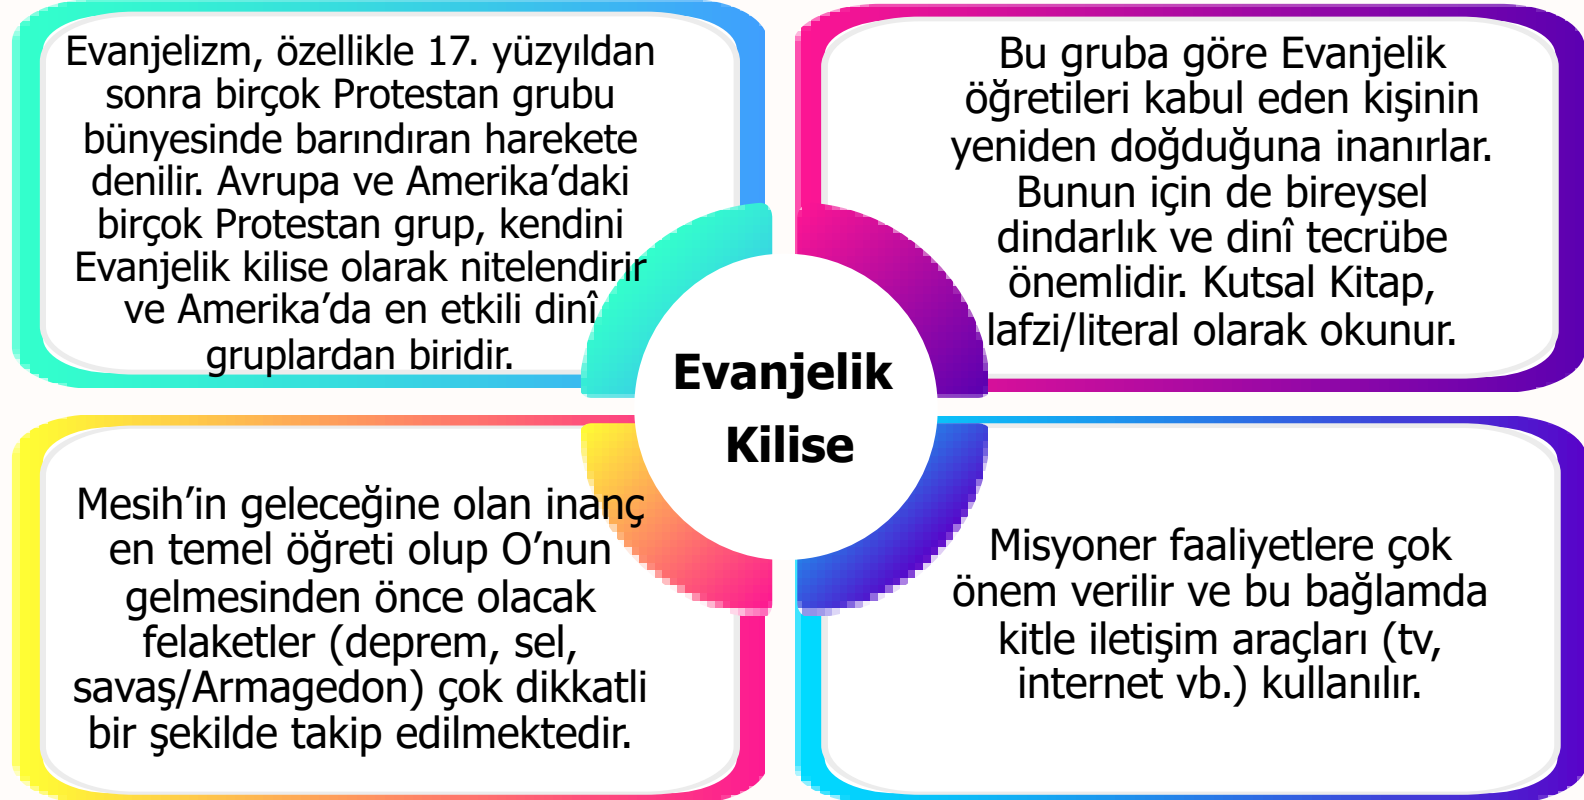 Evanjelizm, özellikle 17. yüzyıldan
sonra birçok Protestan grubu
bünyesinde barındıran harekete
denilir. Avrupa ve Amerika’daki
birçok Protestan grup, kendini
Evanjelik kilise olarak nitelendirir
ve Amerika’da en etkili dinî
gruplardan biridir.
Bu gruba göre Evanjelik
öğretileri kabul eden kişinin
yeniden doğduğuna inanırlar.
Bunun için de bireysel
dindarlık ve dinî tecrübe
önemlidir. Kutsal Kitap,
lafzi/literal olarak okunur.
Evanjelik
Kilise
Mesih’in geleceğine olan inanç
en temel öğreti olup O’nun
gelmesinden önce olacak
felaketler (deprem, sel,
savaş/Armagedon) çok dikkatli
bir şekilde takip edilmektedir.
Misyoner faaliyetlere çok
önem verilir ve bu bağlamda
kitle iletişim araçları (tv,
internet vb.) kullanılır.